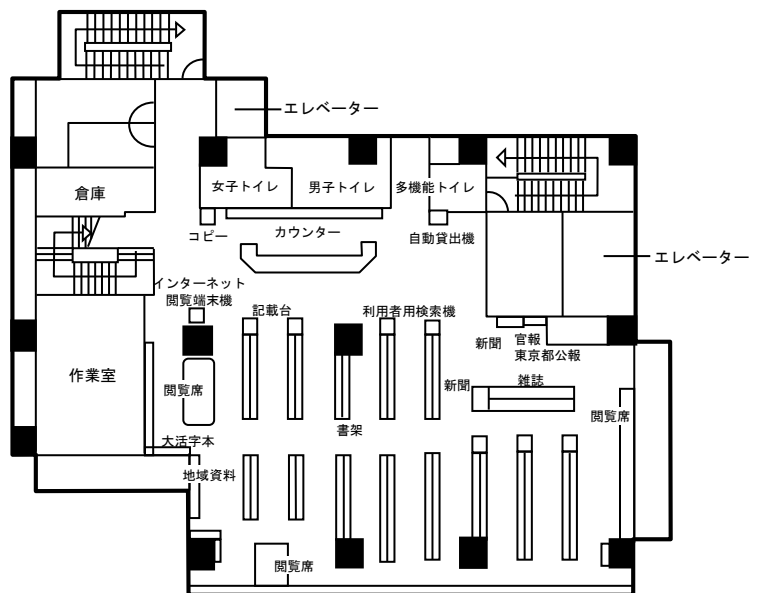 エレベーター
倉庫
女子トイレ
男子トイレ
多機能トイレ
コピー
カウンター
自動貸出機
エレベーター
インターネット
閲覧端末機
記載台
利用者用検索機
新聞
官報
東京都公報
作業室
閲覧席
新聞
雑誌
閲覧席
書架
大活字本
地域資料
閲覧席